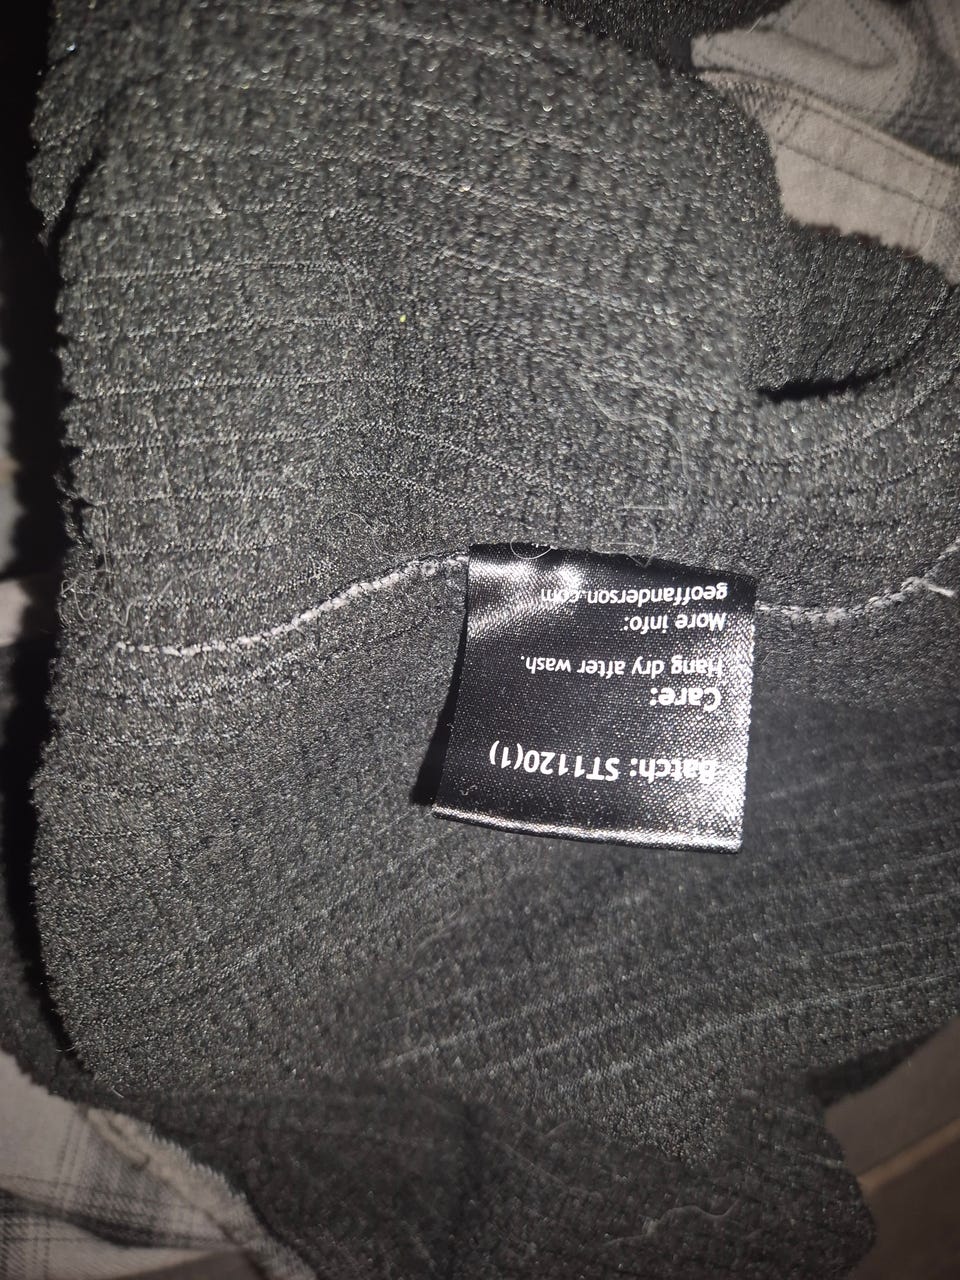 Batch: ST1120(1)
Care:
Hang dry after wash.
More info:
geoffanderson.com